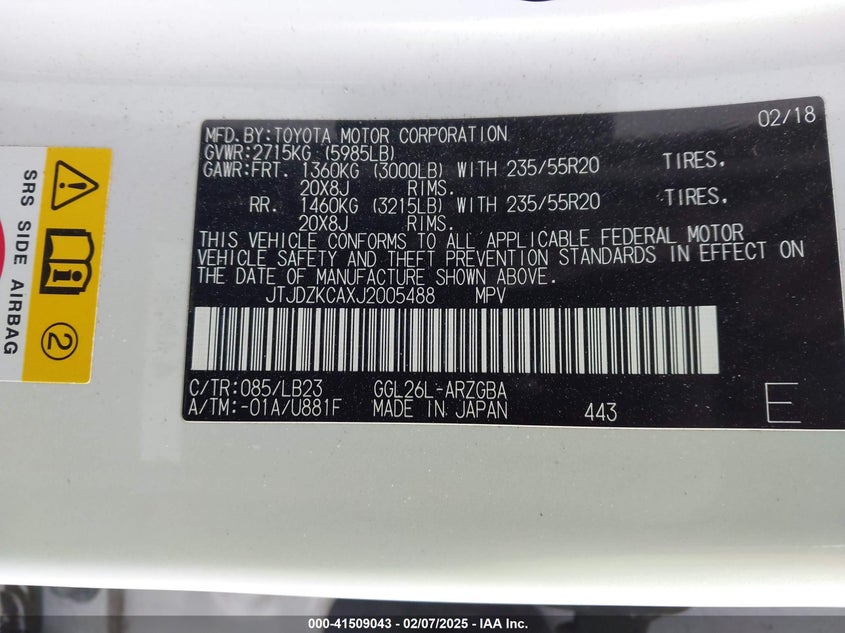 02/18
MFD.BY:TOYOTA MOTOR CORPORATION
GVWR:2715KG (5985LB)
GAWR:FRT. 1360KG (3000LB) WITH 235/55R20 TIRES.
20X8J RIMS.
RR. 1460KG (3215LB) WITH 235/55R20 TIRES.
20X8J RIMS.
THIS VEHICLE CONFORMS TO ALL APPLICABLE FEDERAL MOTOR
VEHICLE SAFETY AND THEFT PREVENTION STANDARDS IN EFFECT ON
THE DATE OF MANUFACTURE SHOWN ABOVE.
JTJDZKCAXJ2005488 MPV
C/TR:085/LB23 GGL26L-ARZGBA
A/TM:-01A/U881F MADE IN JAPAN 443 E
SRS SIDE AIRBAG
2
000-41509043 - 02/07/2025 - IAA Inc.